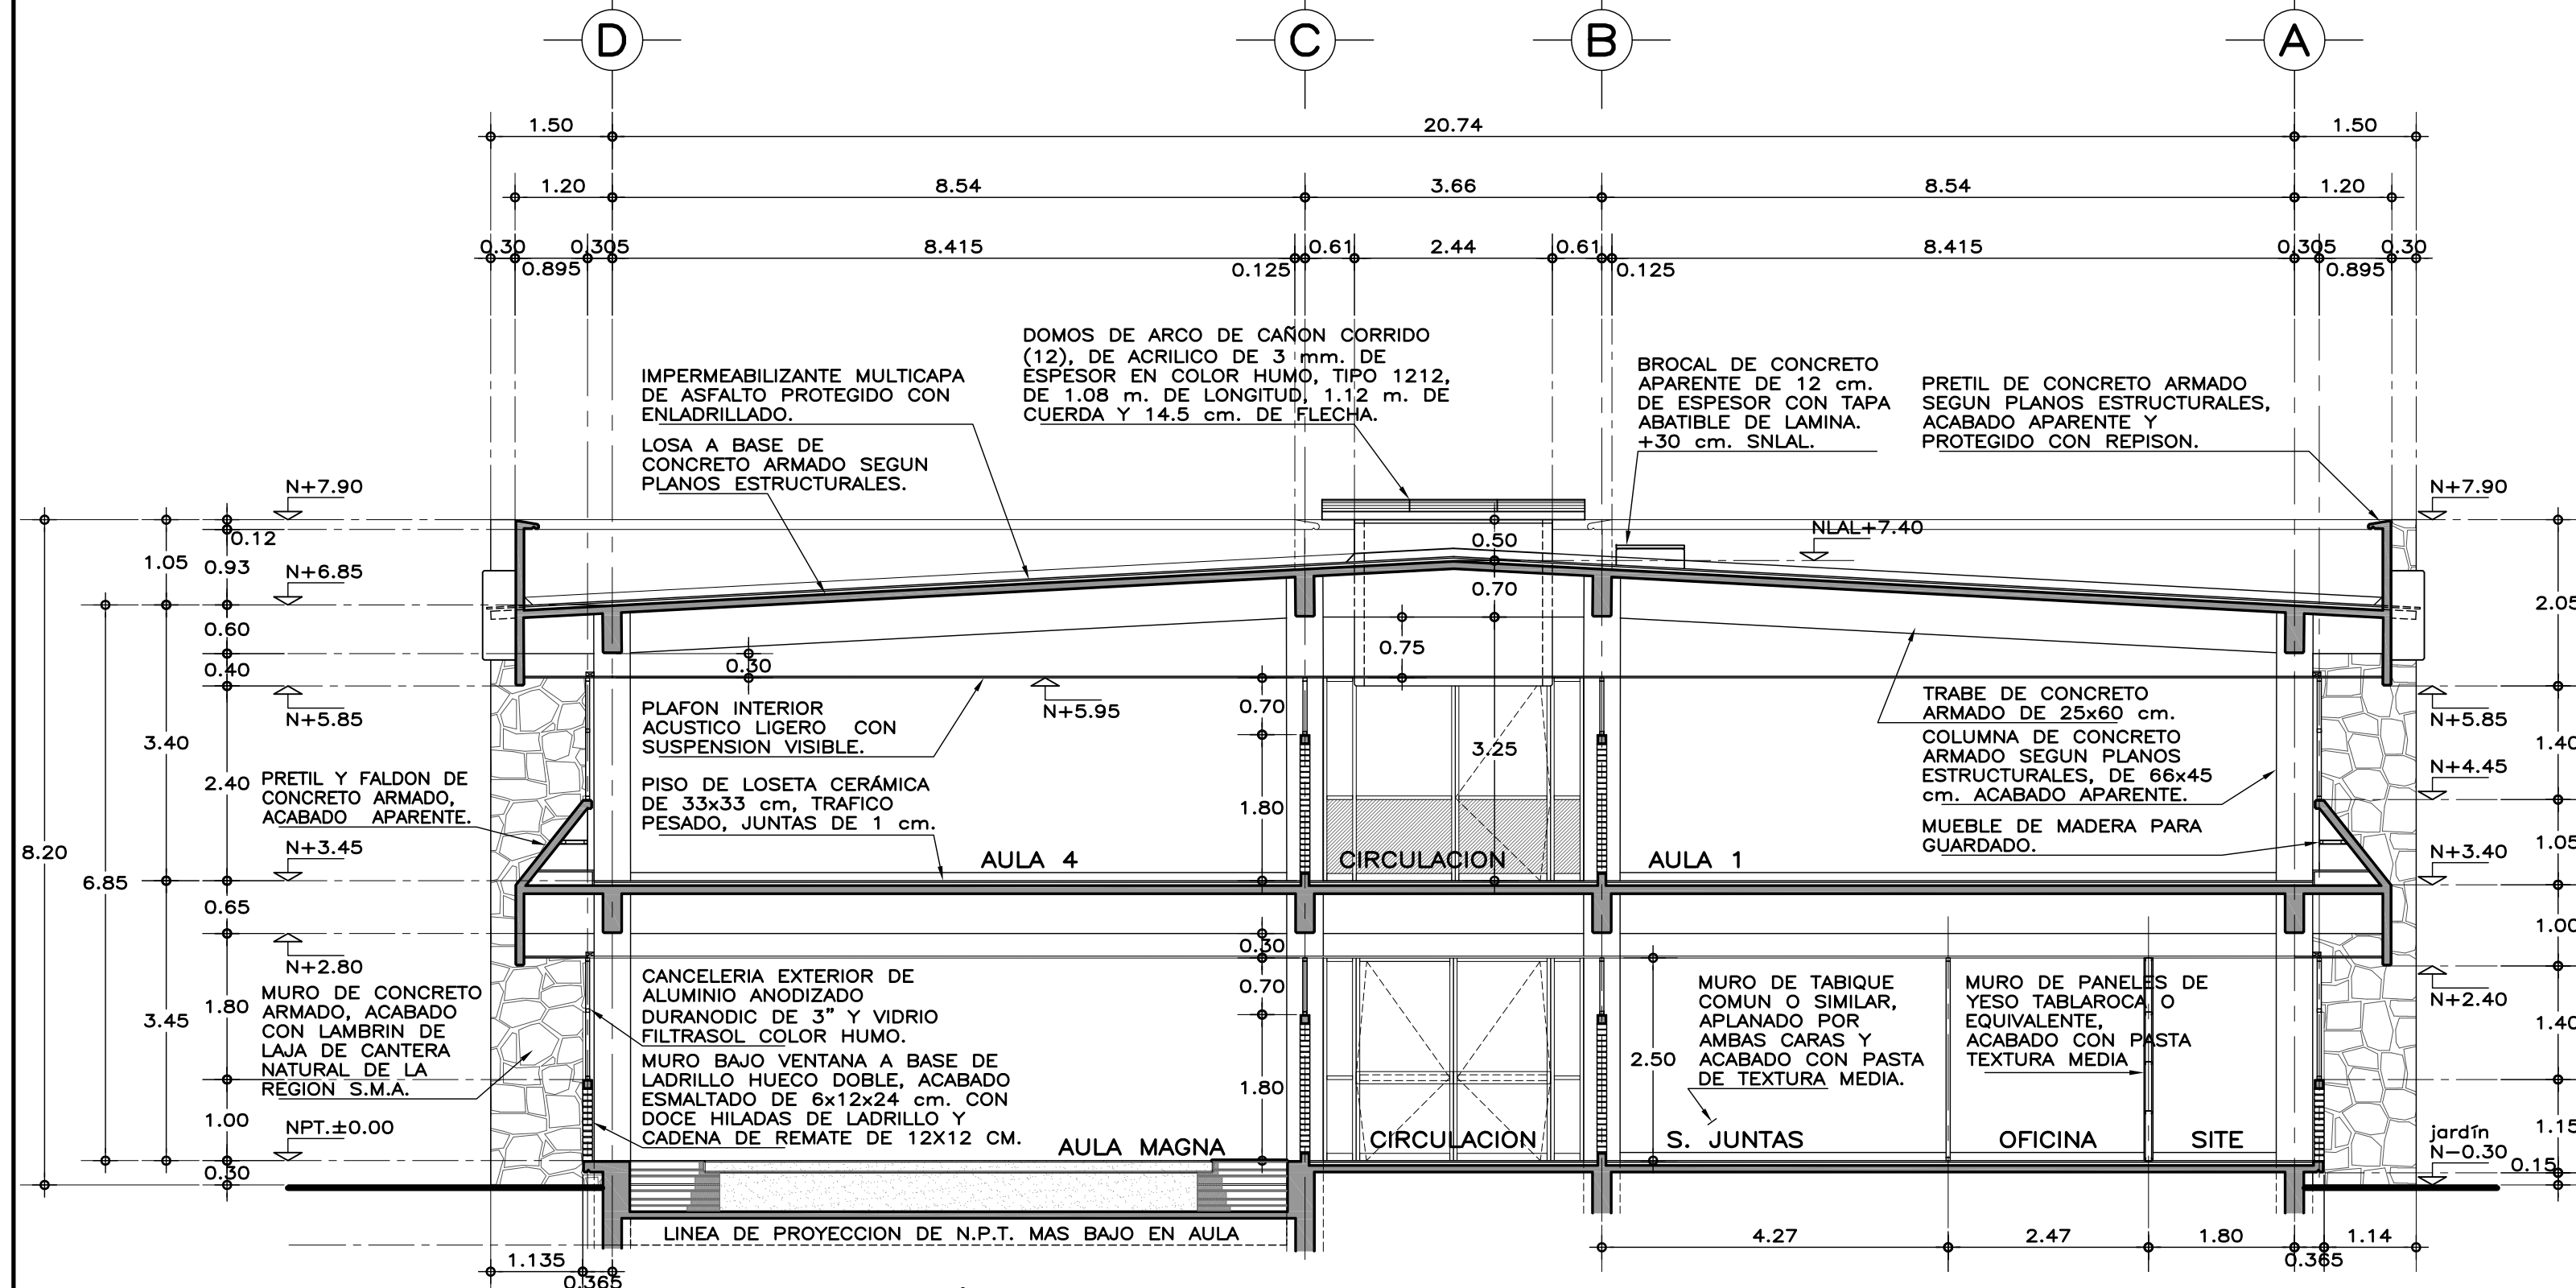 D
C
B
A
1.50
20.74
1.50
1.20
8.54
3.66
8.54
1.20
0.30
0.305
8.415
0.61
2.44
0.61
8.415
0.305
0.30
0.895
0.125
0.125
0.895
DOMOS DE ARCO DE CAÑON CORRIDO
(12), DE ACRILICO DE 3 mm. DE
ESPESOR EN COLOR HUMO, TIPO 1212,
DE 1.08 m. DE LONGITUD, 1.12 m. DE
CUERDA Y 14.5 cm. DE FLECHA.
IMPERMEABILIZANTE MULTICAPA
DE ASFALTO PROTEGIDO CON
ENLADRILLADO.
LOSA A BASE DE
CONCRETO ARMADO SEGUN
PLANOS ESTRUCTURALES.
BROCAL DE CONCRETO
APARENTE DE 12 cm.
DE ESPESOR CON TAPA
ABATIBLE DE LAMINA.
+30 cm. SNLAL.
PRETIL DE CONCRETO ARMADO
SEGUN PLANOS ESTRUCTURALES,
ACABADO APARENTE Y
PROTEGIDO CON REPISON.
N+7.90
N+7.90
0.12
1.05
0.93
N+6.85
0.60
0.40
N+5.85
3.40
2.40
8.20
6.85
N+3.45
0.65
N+2.80
1.80
3.45
1.00
NPT.±0.00
0.30
PRETIL Y FALDON DE
CONCRETO ARMADO,
ACABADO APARENTE.
MURO DE CONCRETO
ARMADO, ACABADO
CON LAMBRIN DE
LAJA DE CANTERA
NATURAL DE LA
REGION S.M.A.
NLAL+7.40
0.50
0.70
0.75
0.30
N+5.95
0.70
3.25
1.80
PLAFON INTERIOR
ACUSTICO LIGERO CON
SUSPENSION VISIBLE.
PISO DE LOSETA CERÁMICA
DE 33x33 cm, TRAFICO
PESADO, JUNTAS DE 1 cm.
AULA 4
CIRCULACION
AULA 1
TRABE DE CONCRETO
ARMADO DE 25x60 cm.
COLUMNA DE CONCRETO
ARMADO SEGUN PLANOS
ESTRUCTURALES, DE 66x45
cm. ACABADO APARENTE.
MUEBLE DE MADERA PARA
GUARDADO.
2.05
N+5.85
1.40
N+4.45
1.05
N+3.40
1.00
N+2.40
1.40
1.15
jardín
N-0.30
0.15
0.30
0.70
1.80
CANCELERIA EXTERIOR DE
ALUMINIO ANODIZADO
DURANODIC DE 3" Y VIDRIO
FILTRASOL COLOR HUMO.
MURO BAJO VENTANA A BASE DE
LADRILLO HUECO DOBLE, ACABADO
ESMALTADO DE 6x12x24 cm. CON
DOCE HILADAS DE LADRILLO Y
CADENA DE REMATE DE 12X12 CM.
2.50
MURO DE TABIQUE
COMUN O SIMILAR,
APLANADO POR
AMBAS CARAS Y
ACABADO CON PASTA
DE TEXTURA MEDIA.
MURO DE PANELES DE
YESO TABLAROCA O
EQUIVALENTE,
ACABADO CON PASTA
TEXTURA MEDIA
AULA MAGNA
CIRCULACION
S. JUNTAS
OFICINA
SITE
LINEA DE PROYECCION DE N.P.T. MAS BAJO EN AULA
4.27
2.47
1.80
1.14
0.365
1.135
0.365